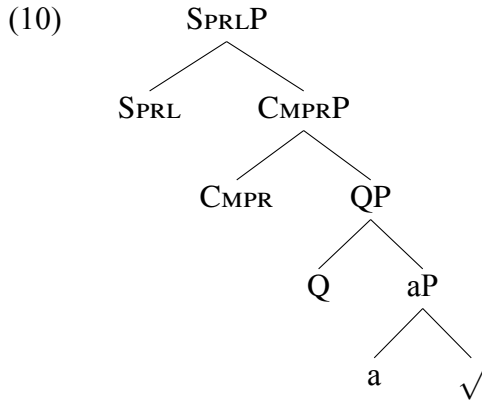 (10) SPRLP
SPRL CMPRP
CMPR QP
Q aP
a √